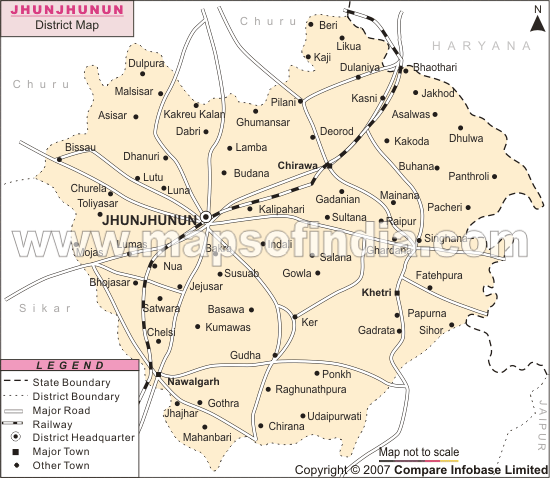 JHUNJHUNUN
District Map
Churu
Churu
HARYANA
N
Beri
Likua
Kaji
Dulpura
Dulaniya
Bhaothari
Malsisar
Pilani
Kasni
Jakhod
Kakreu Kalan
Ghumansar
Asalwas
Asisar
Dabri
Deorod
Dhulwa
Bissau
Lamba
Kakoda
Dhanuri
Chirawa
Buhana
Budana
Panthroli
Lutu
Luna
Churela
Gadanian
Mainana
Toliyasar
Kalipahari
Pacheri
JHUNJHUNUN
Sultana
Raipur
www.mapsofindia.com
Singhana
Lumas
Bakra
Indali
Ghardana
Mojas
Salana
Nua
Susuab
Gowla
Fatehpura
Bhojasar
Jejusar
Khetri
Sikar
Satwara
Basawa
Papurna
Ker
Kumawas
Gadrata
Sihor.
Chelsi
Gudha
Ponkh
Nawalgarh
Raghunathpura
Gothra
Jhajhar
Udaipurwati
Chirana
Mahanbari
JAIPUR
LEGEND
State Boundary
District Boundary
Major Road
Railway
District Headquarter
Major Town
Other Town
Map not to scale
Copyright © 2007 Compare Infobase Limited